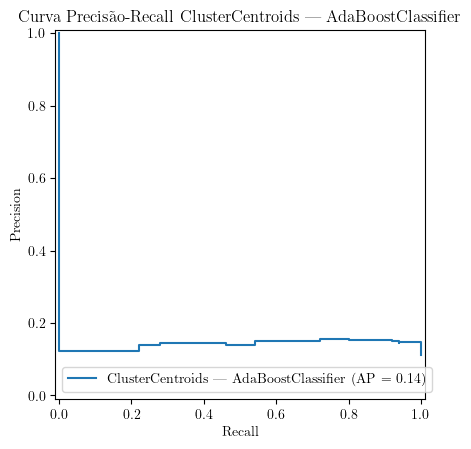 Curva Precisão-Recall ClusterCentroids — AdaBoostClassifier
1.0
0.8
0.6
0.4
0.2
0.0
Precision
ClusterCentroids — AdaBoostClassifier (AP = 0.14)
0.0 0.2 0.4 0.6 0.8 1.0
Recall